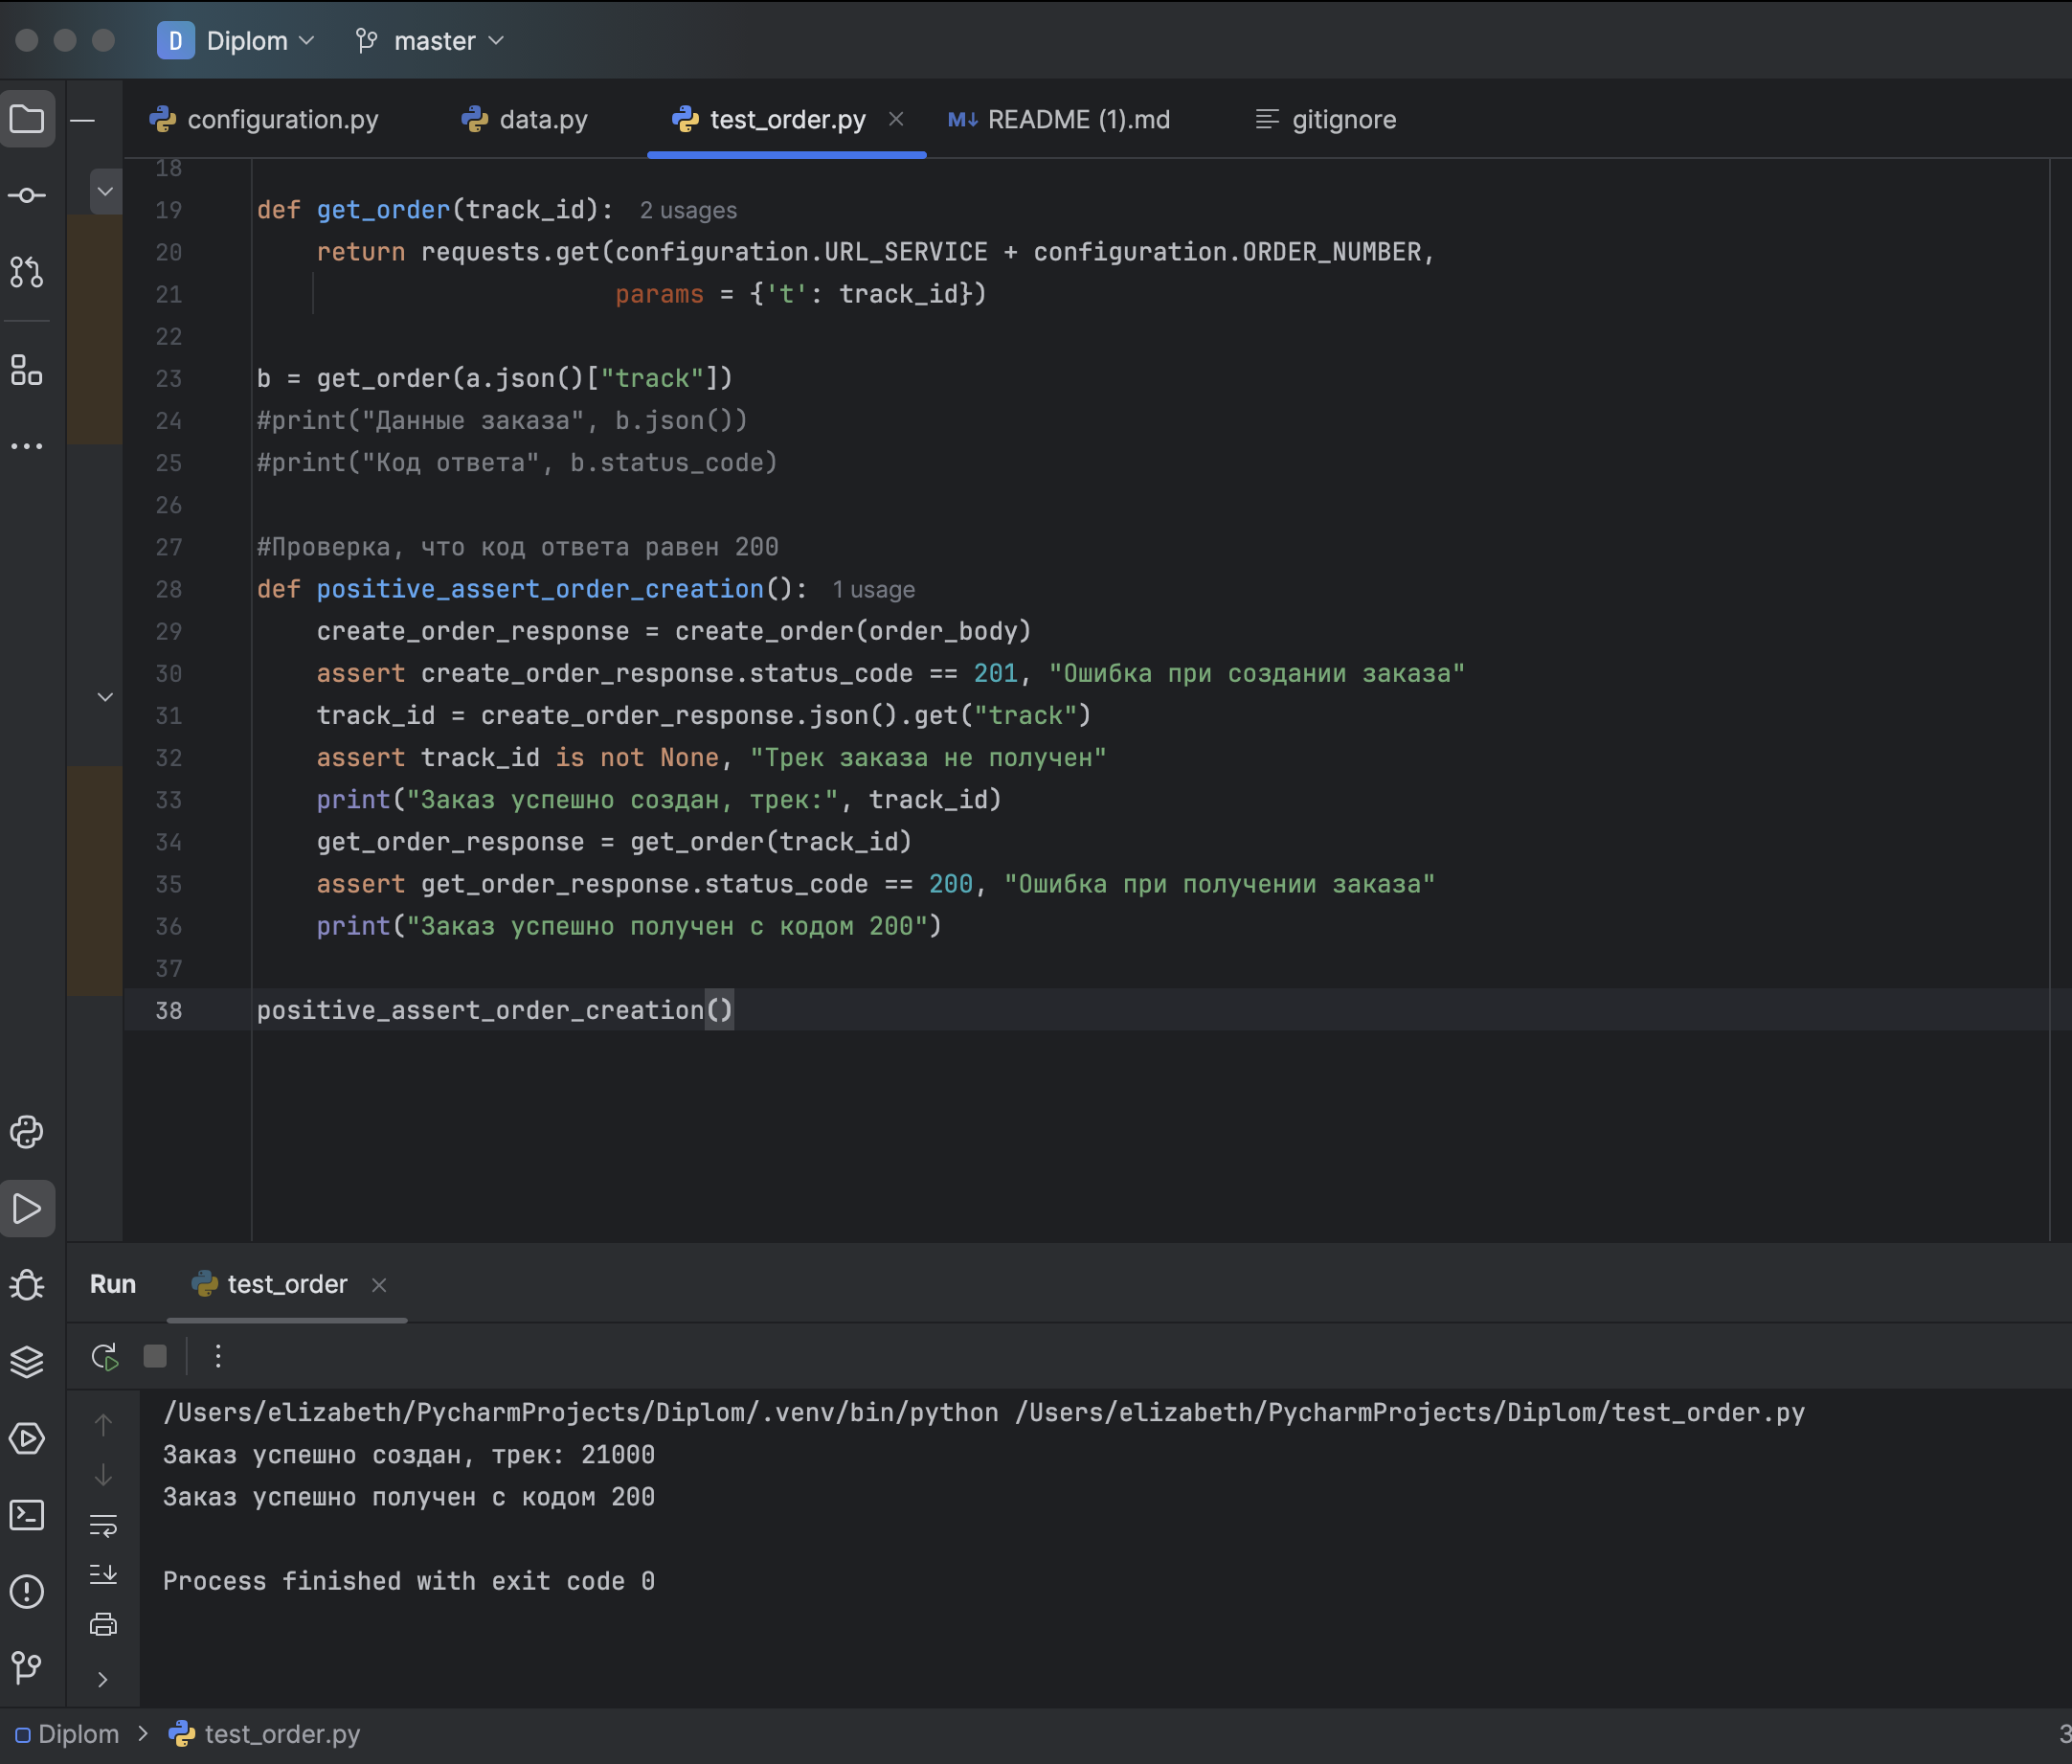 D Diplom master
configuration.py data.py test_order.py README (1).md gitignore
18
19 def get_order(track_id): 2 usages
20 return requests.get(configuration.URL_SERVICE + configuration.ORDER_NUMBER,
21 params = {'t': track_id})
22
23 b = get_order(a.json()["track"])
24 #print("Данные заказа", b.json())
25 #print("Код ответа", b.status_code)
26
27 #Проверка, что код ответа равен 200
28 def positive_assert_order_creation(): 1 usage
29 create_order_response = create_order(order_body)
30 assert create_order_response.status_code == 201, "Ошибка при создании заказа"
31 track_id = create_order_response.json().get("track")
32 assert track_id is not None, "Трек заказа не получен"
33 print("Заказ успешно создан, трек:", track_id)
34 get_order_response = get_order(track_id)
35 assert get_order_response.status_code == 200, "Ошибка при получении заказа"
36 print("Заказ успешно получен с кодом 200")
37
38 positive_assert_order_creation()
Run test_order
/Users/elizabeth/PycharmProjects/Diplom/.venv/bin/python /Users/elizabeth/PycharmProjects/Diplom/test_order.py
Заказ успешно создан, трек: 21000
Заказ успешно получен с кодом 200
Process finished with exit code 0
Diplom > test_order.py